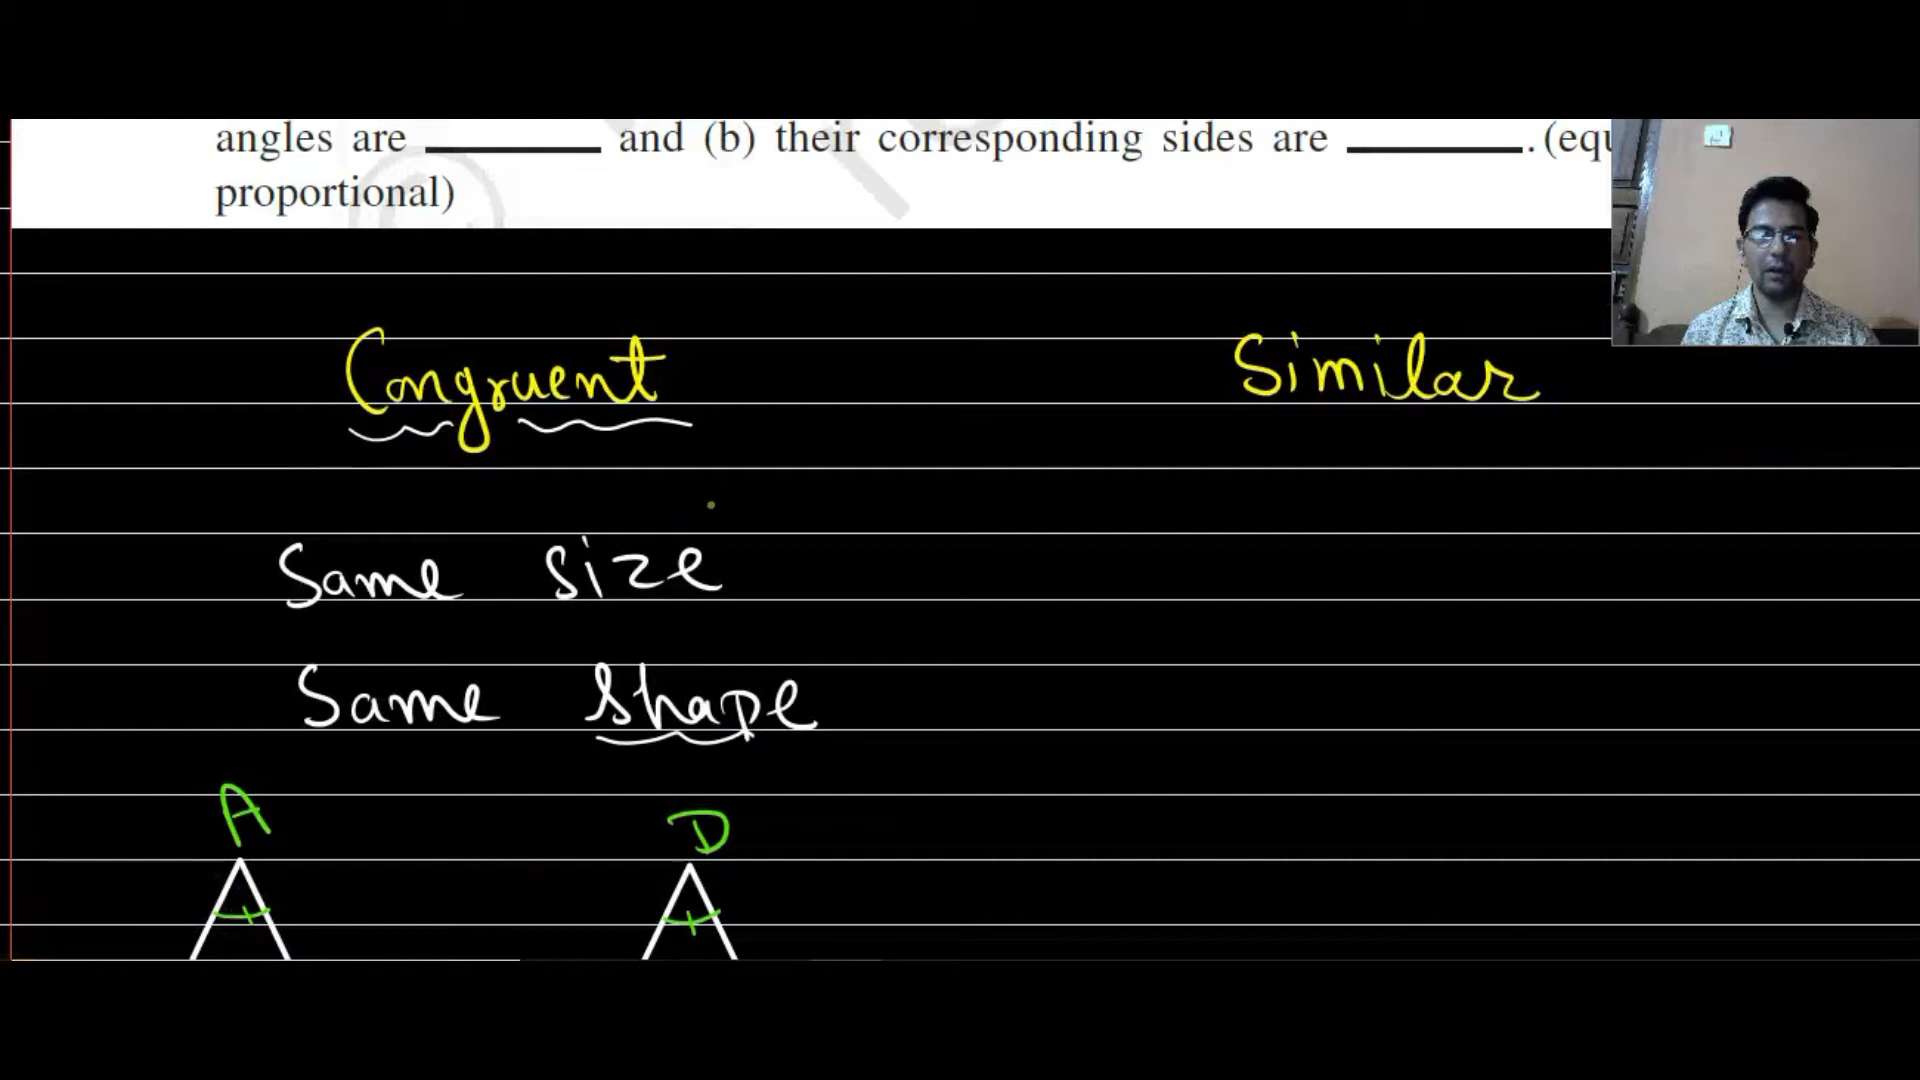 angles are ________ and (b) their corresponding sides are ________. (equ
proportional)
Congruent Similar
Same size
Same shape
A D